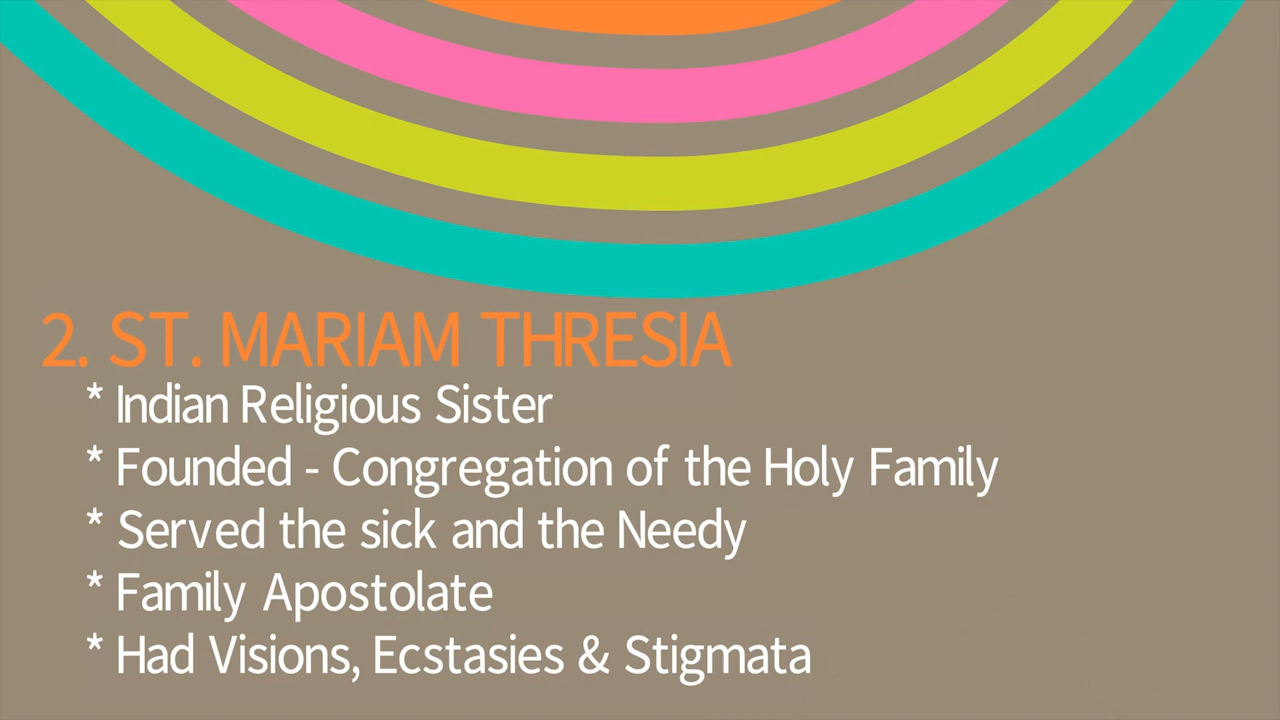 2. ST. MARIAM THRESIA
* Indian Religious Sister
* Founded - Congregation of the Holy Family
* Served the sick and the Needy
* Family Apostolate
* Had Visions, Ecstasies & Stigmata